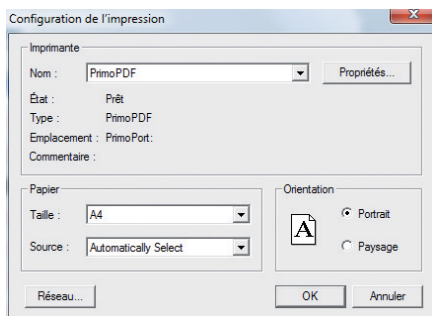 Configuration de l'impression
Imprimante
Nom : PrimoPDF Propriétés...
État : Prêt
Type : PrimoPDF
Emplacement : PrimoPort:
Commentaire :
Papier
Taille : A4
Source : Automatically Select
Orientation
A
Portrait
Paysage
Réseau... OK Annuler